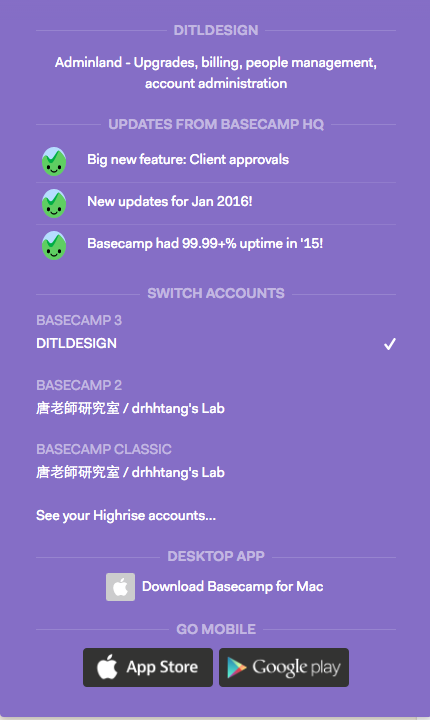 DITLDESIGN
Adminland - Upgrades, billing, people management,
account administration
UPDATES FROM BASECAMP HQ
Big new feature: Client approvals
New updates for Jan 2016!
Basecamp had 99.99+% uptime in '15!
SWITCH ACCOUNTS
BASECAMP 3
DITLDESIGN
BASECAMP 2
唐老師研究室 / drhhtang's Lab
BASECAMP CLASSIC
唐老師研究室 / drhhtang's Lab
See your Highrise accounts...
DESKTOP APP
Download Basecamp for Mac
GO MOBILE
App Store
Google play